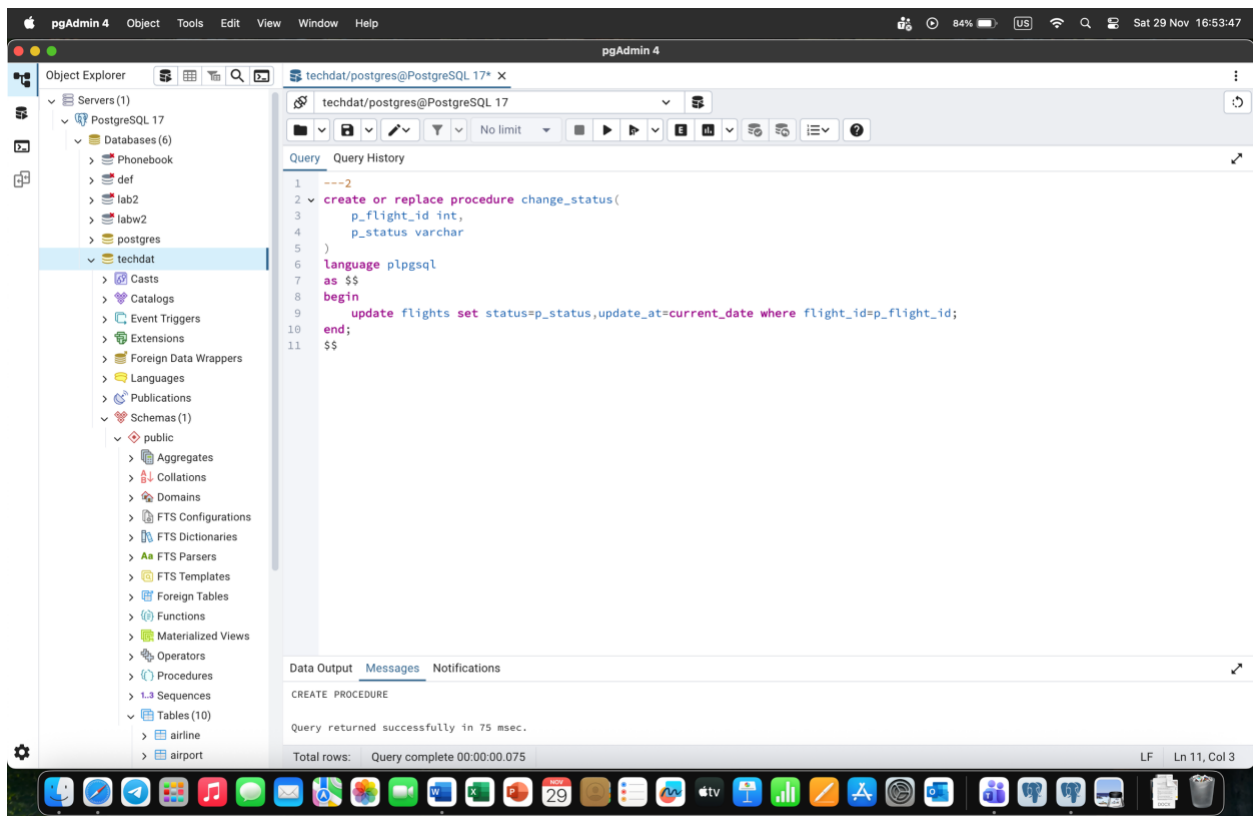 pgAdmin 4 Object Tools Edit View Window Help 84% US Sat 29 Nov 16:53:47
pgAdmin 4
Object Explorer
Servers (1)
PostgreSQL 17
Databases (6)
Phonebook
def
lab2
labw2
postgres
techdat
Casts
Catalogs
Event Triggers
Extensions
Foreign Data Wrappers
Languages
Publications
Schemas (1)
public
Aggregates
Collations
Domains
FTS Configurations
FTS Dictionaries
Aa FTS Parsers
FTS Templates
Foreign Tables
Functions
Materialized Views
Operators
Procedures
1..3 Sequences
Tables (10)
airline
airport
techdat/postgres@PostgreSQL 17*
techdat/postgres@PostgreSQL 17
No limit E
Query Query History
1 ---2
2 create or replace procedure change_status(
3 p_flight_id int,
4 p_status varchar
5 )
6 language plpgsql
7 as $$
8 begin
9 update flights set status=p_status,update_at=current_date where flight_id=p_flight_id;
10 end;
11 $$
Data Output Messages Notifications
CREATE PROCEDURE
Query returned successfully in 75 msec.
Total rows: Query complete 00:00:00.075 LF Ln 11, Col 3
NOV
29
tv
DOCX